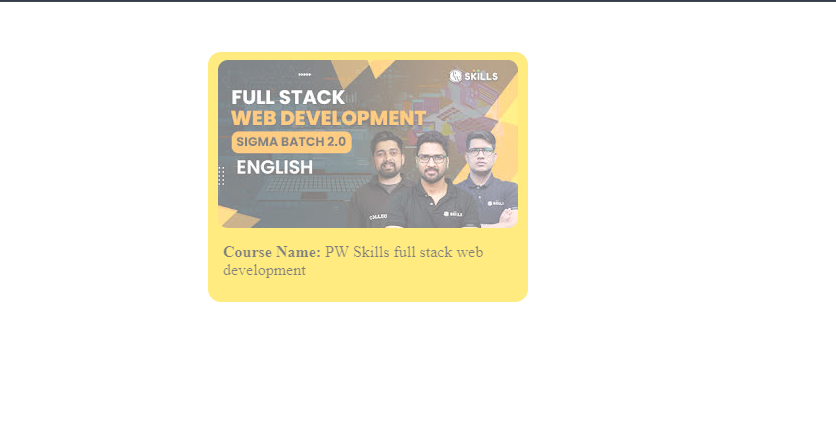 SKILLS
FULL STACK
WEB DEVELOPMENT
SIGMA BATCH 2.0
ENGLISH
SKILLS
Course Name: PW Skills full stack web
development